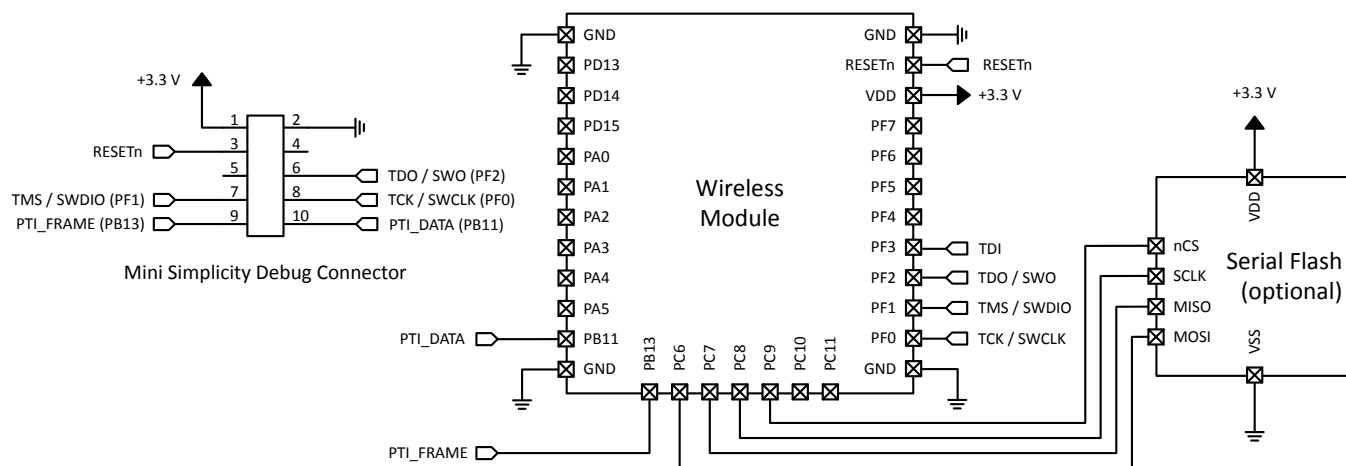 +3.3 V
1 2
3 4
5 6
7 8
9 10
RESETn
TMS / SWDIO (PF1)
PTI_FRAME (PB13)
TDO / SWO (PF2)
TCK / SWCLK (PF0)
PTI_DATA (PB11)
Mini Simplicity Debug Connector
GND
PD13
PD14
PD15
PA0
PA1
PA2
PA3
PA4
PA5
PB11
GND
PTI_DATA
PTI_FRAME
Wireless
Module
PB13
PC6
PC7
PC8
PC9
PC10
PC11
GND
RESETn
VDD
PF7
PF6
PF5
PF4
PF3
PF2
PF1
PF0
GND
RESETn
+3.3 V
TDI
TDO / SWO
TMS / SWDIO
TCK / SWCLK
+3.3 V
VDD
nCS
SCLK
MISO
MOSI
VSS
Serial Flash
(optional)